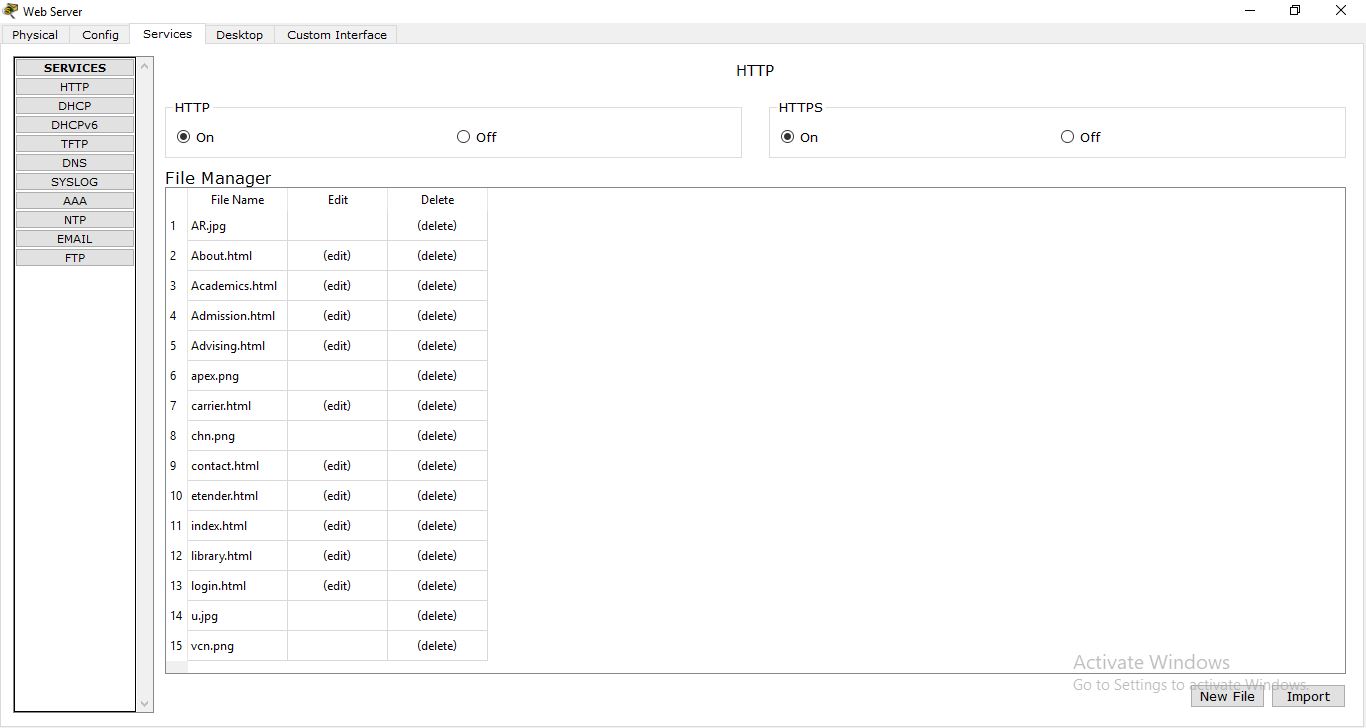 Web Server
Physical Config Services Desktop Custom Interface
SERVICES
HTTP
DHCP
DHCPv6
TFTP
DNS
SYSLOG
AAA
NTP
EMAIL
FTP
HTTP
HTTP
On Off
HTTPS
On Off
File Manager
File Name Edit Delete
1 AR.jpg (delete)
2 About.html (edit) (delete)
3 Academics.html (edit) (delete)
4 Admission.html (edit) (delete)
5 Advising.html (edit) (delete)
6 apex.png (delete)
7 carrier.html (edit) (delete)
8 chn.png (delete)
9 contact.html (edit) (delete)
10 etender.html (edit) (delete)
11 index.html (edit) (delete)
12 library.html (edit) (delete)
13 login.html (edit) (delete)
14 u.jpg (delete)
15 vcn.png (delete)
Activate Windows
Go to Settings to activate Windows.
New File Import